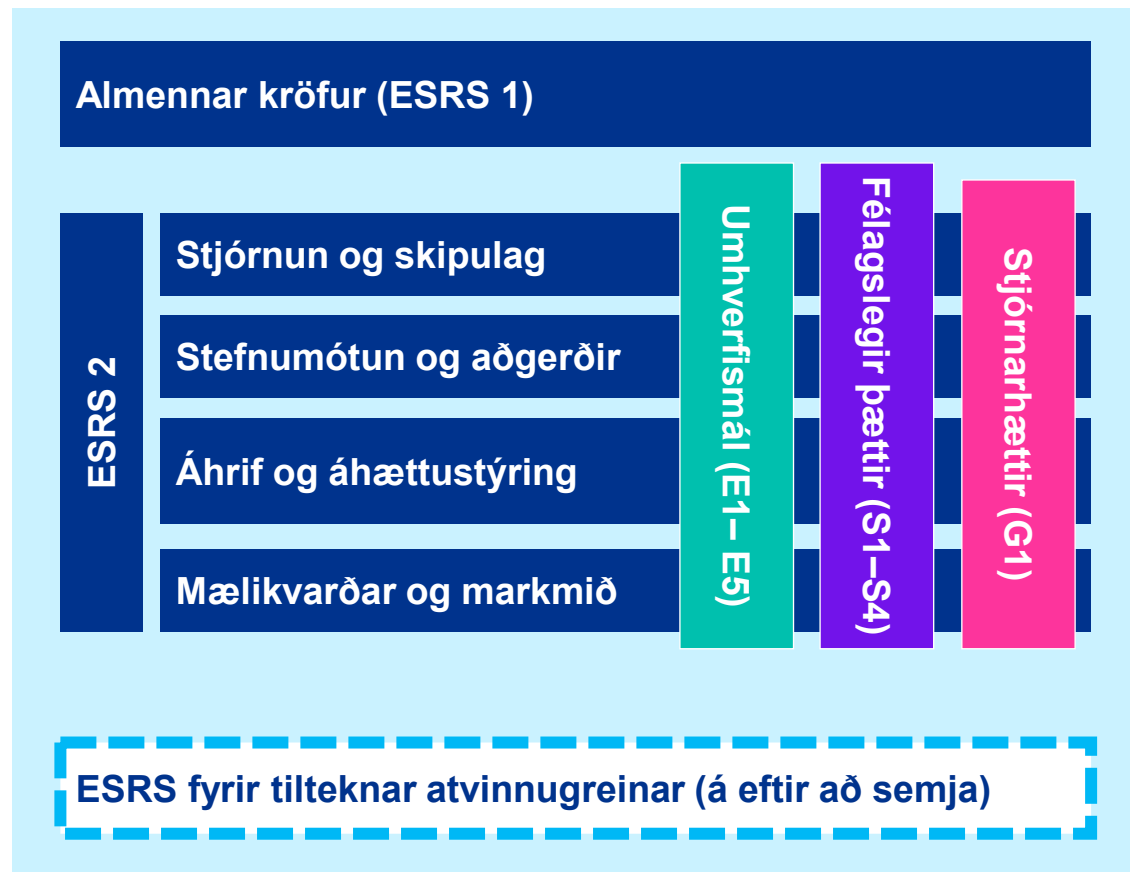 Almennar kröfur (ESRS 1)
ESRS 2
Stjórnun og skipulag
Stefnumótun og aðgerðir
Áhrif og áhættustýring
Mælikvarðar og markmið
Umhverfismál (E1– E5)
Félagslegir þættir (S1–S4)
Stjórnarhættir (G1)
ESRS fyrir tilteknar atvinnugreinar (á eftir að semja)